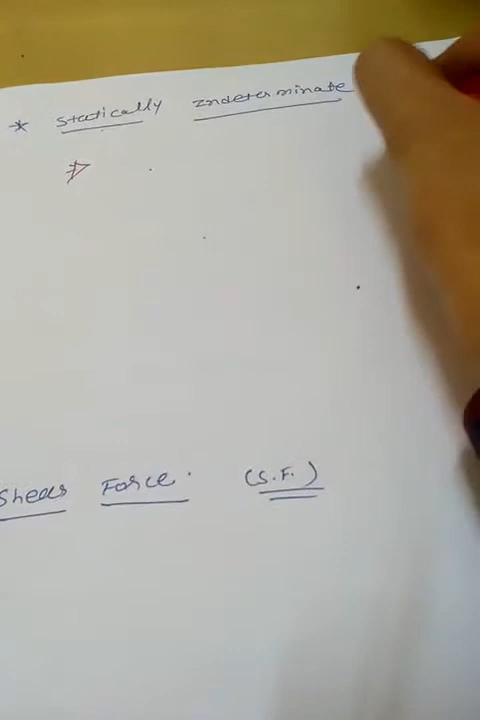 * Statically Indeterminate
Shear Force. (S.F.)